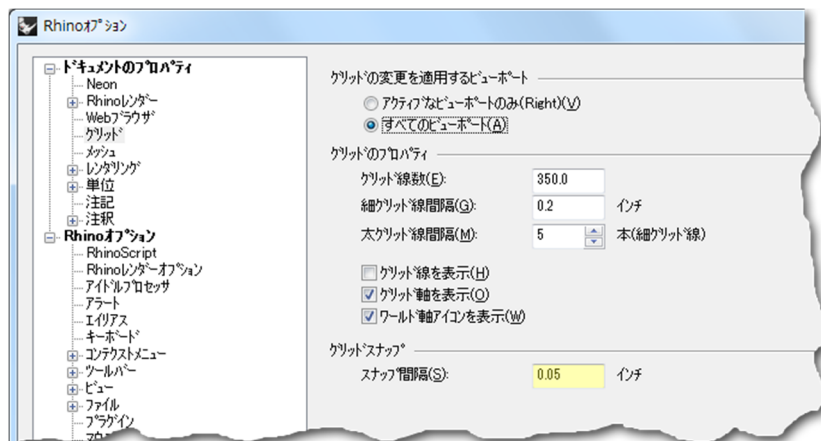 Rhinoオプション
ドキュメントのプロパティ
Neon
Rhinoレンダー
Webブラウザ
グリッド
メッシュ
レンダリング
単位
注記
注釈
Rhinoオプション
RhinoScript
Rhinoレンダーオプション
アイドルプロセッサ
アラート
エイリアス
キーボード
コンテクストメニュー
ツールバー
ビュー
ファイル
プラグイン
グリッドの変更を適用するビューポート
アクティブなビューポートのみ(Right)(V)
すべてのビューポート(A)
グリッドのプロパティ
グリッド線数(E): 350.0
細グリッド線間隔(G): 0.2 インチ
太グリッド線間隔(M): 5 本(細グリッド線)
グリッド線を表示(H)
グリッド軸を表示(O)
ワールド軸アイコンを表示(W)
グリッドスナップ
スナップ間隔(S): 0.05 インチ